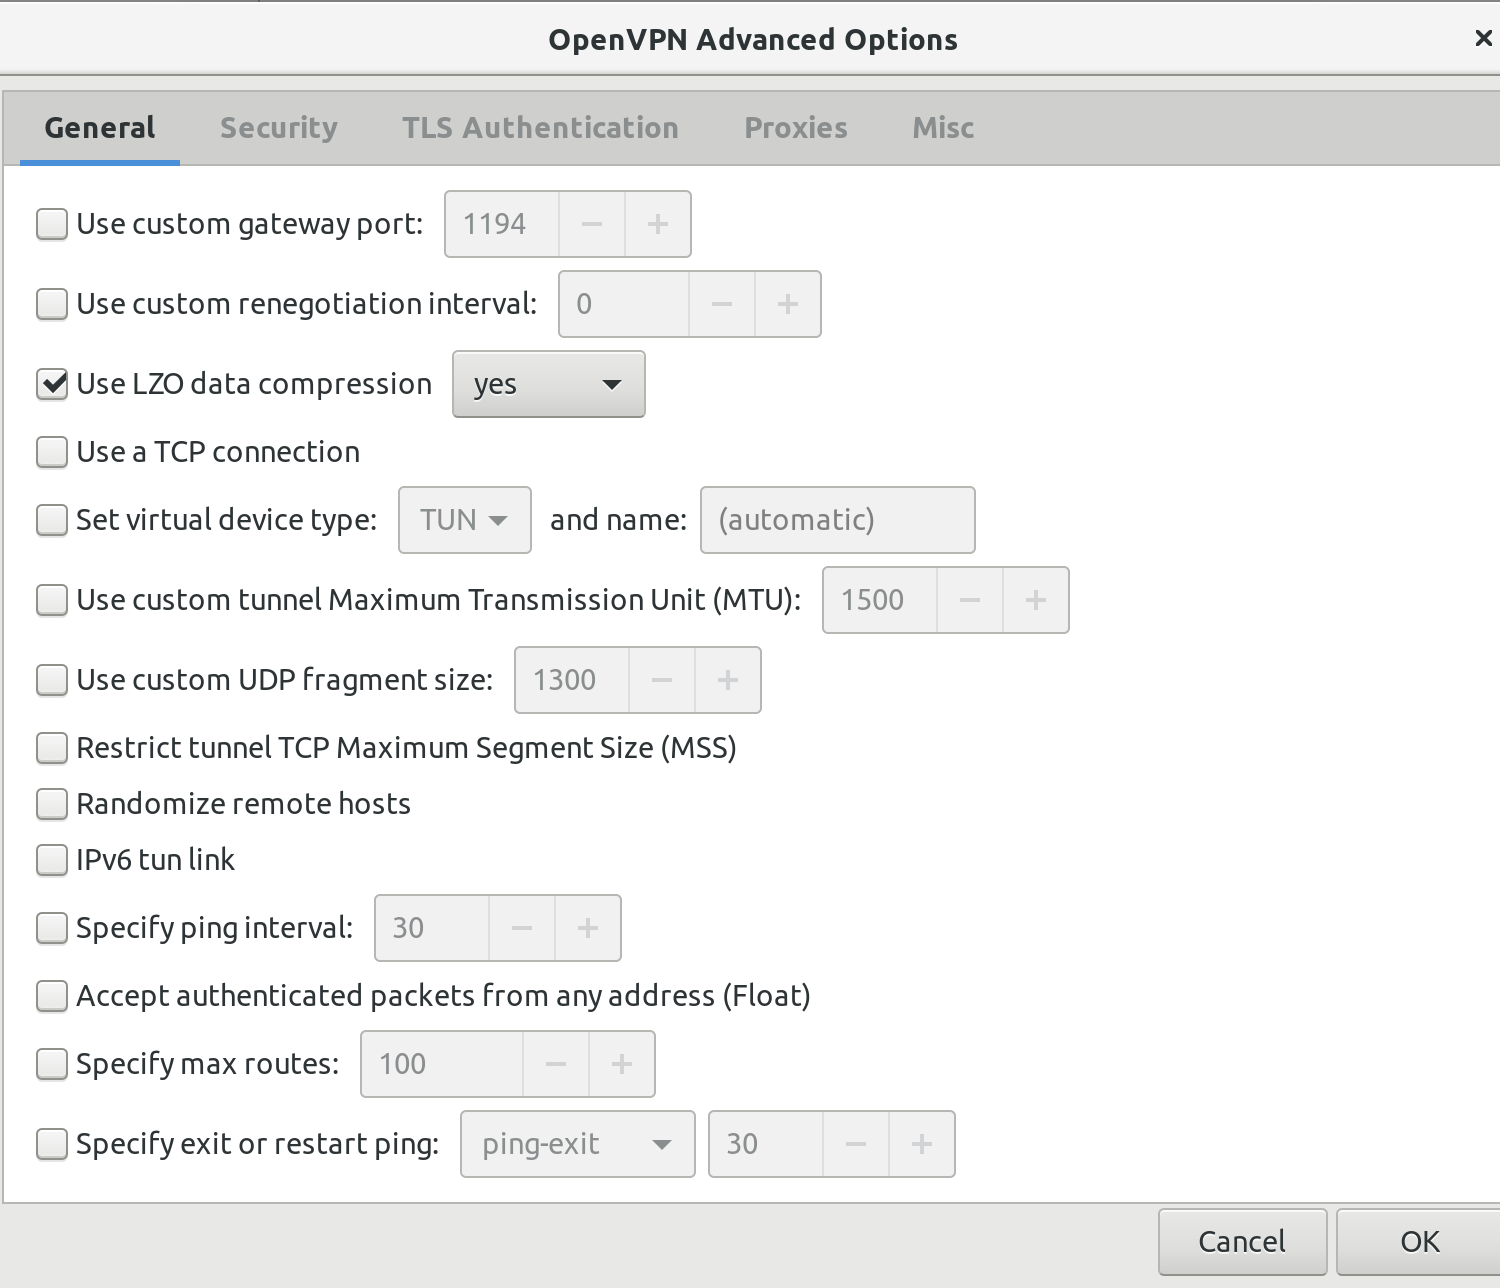 OpenVPN Advanced Options
General Security TLS Authentication Proxies Misc
Use custom gateway port: 1194
Use custom renegotiation interval: 0
Use LZO data compression yes
Use a TCP connection
Set virtual device type: TUN and name: (automatic)
Use custom tunnel Maximum Transmission Unit (MTU): 1500
Use custom UDP fragment size: 1300
Restrict tunnel TCP Maximum Segment Size (MSS)
Randomize remote hosts
IPv6 tun link
Specify ping interval: 30
Accept authenticated packets from any address (Float)
Specify max routes: 100
Specify exit or restart ping: ping-exit 30
Cancel OK